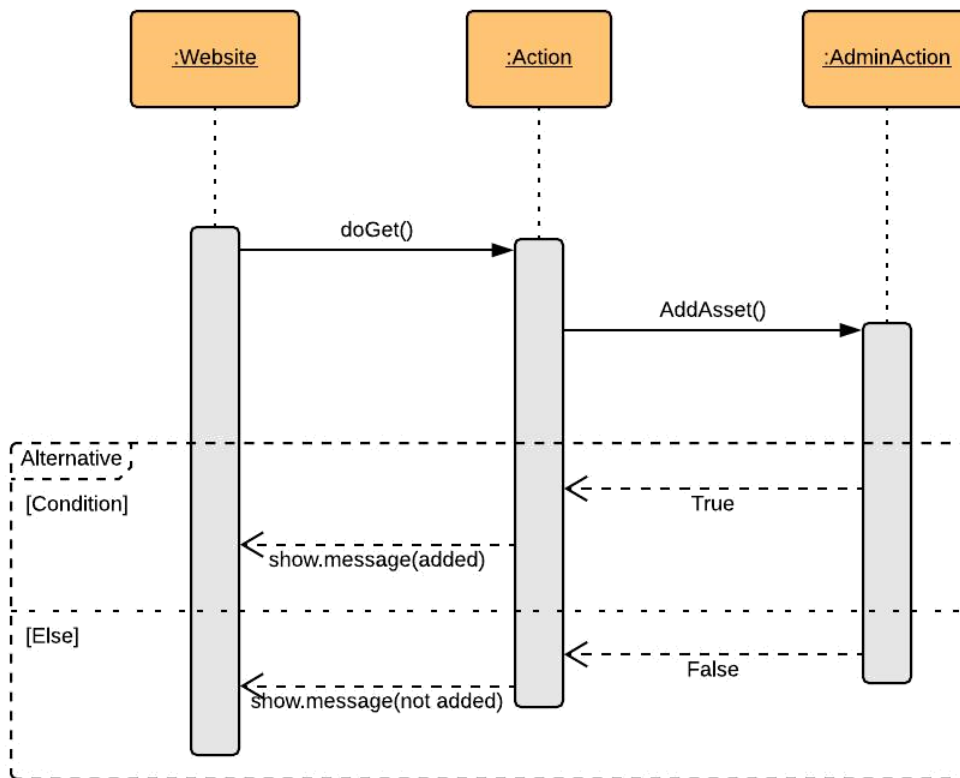 :Website
:Action
:AdminAction
doGet()
AddAsset()
Alternative
[Condition]
True
show.message(added)
[Else]
False
show.message(not added)